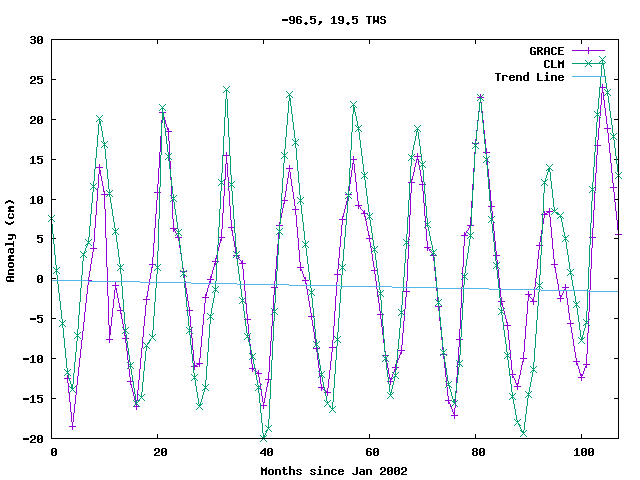 -96.5, 19.5 TWS
30
25
20
15
10
5
0
-5
-10
-15
-20
Anomaly (cm)
GRACE
CLM
Trend Line
0 20 40 60 80 100
Months since Jan 2002